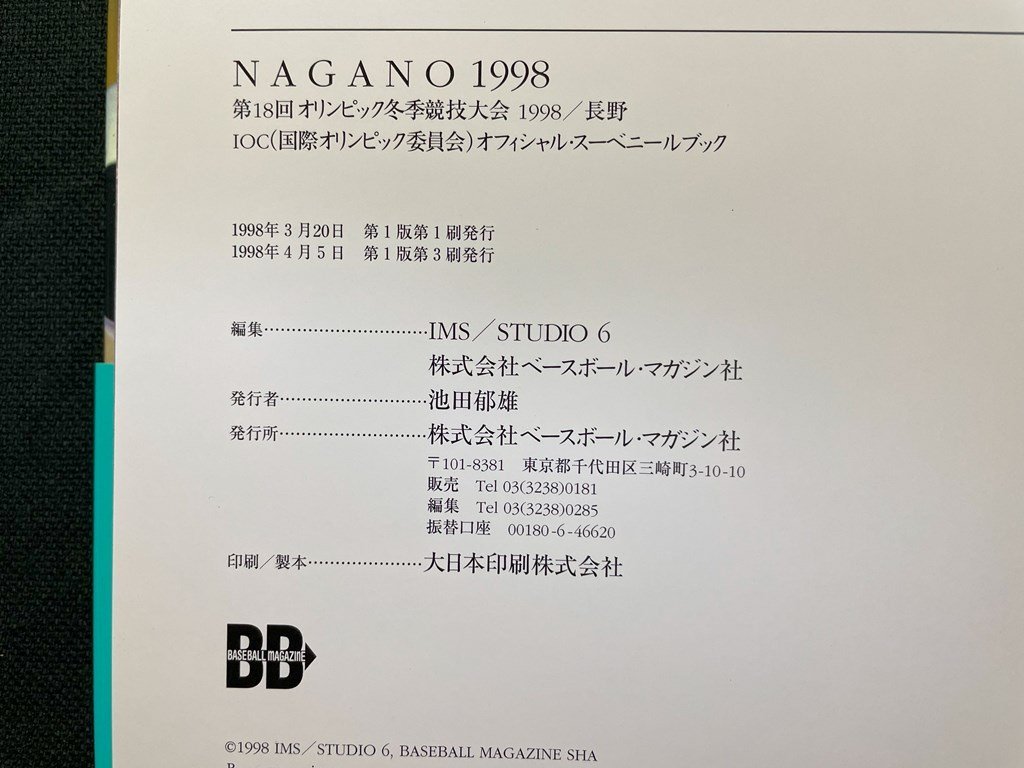 NAGANO 1998
第18回オリンピック冬季競技大会 1998／長野
IOC(国際オリンピック委員会)オフィシャル・スーベニールブック
1998年3月20日　第1版第1刷発行
1998年4月5日　第1版第3刷発行
編集…………………………IMS／STUDIO 6
株式会社ベースボール・マガジン社
発行者………………………池田郁雄
発行所………………………株式会社ベースボール・マガジン社
〒101-8381　東京都千代田区三崎町3-10-10
販売　Tel 03(3238)0181
編集　Tel 03(3238)0285
振替口座　00180-6-46620
印刷／製本…………………大日本印刷株式会社
BB
BASEBALL MAGAZINE
©1998 IMS／STUDIO 6, BASEBALL MAGAZINE SHA